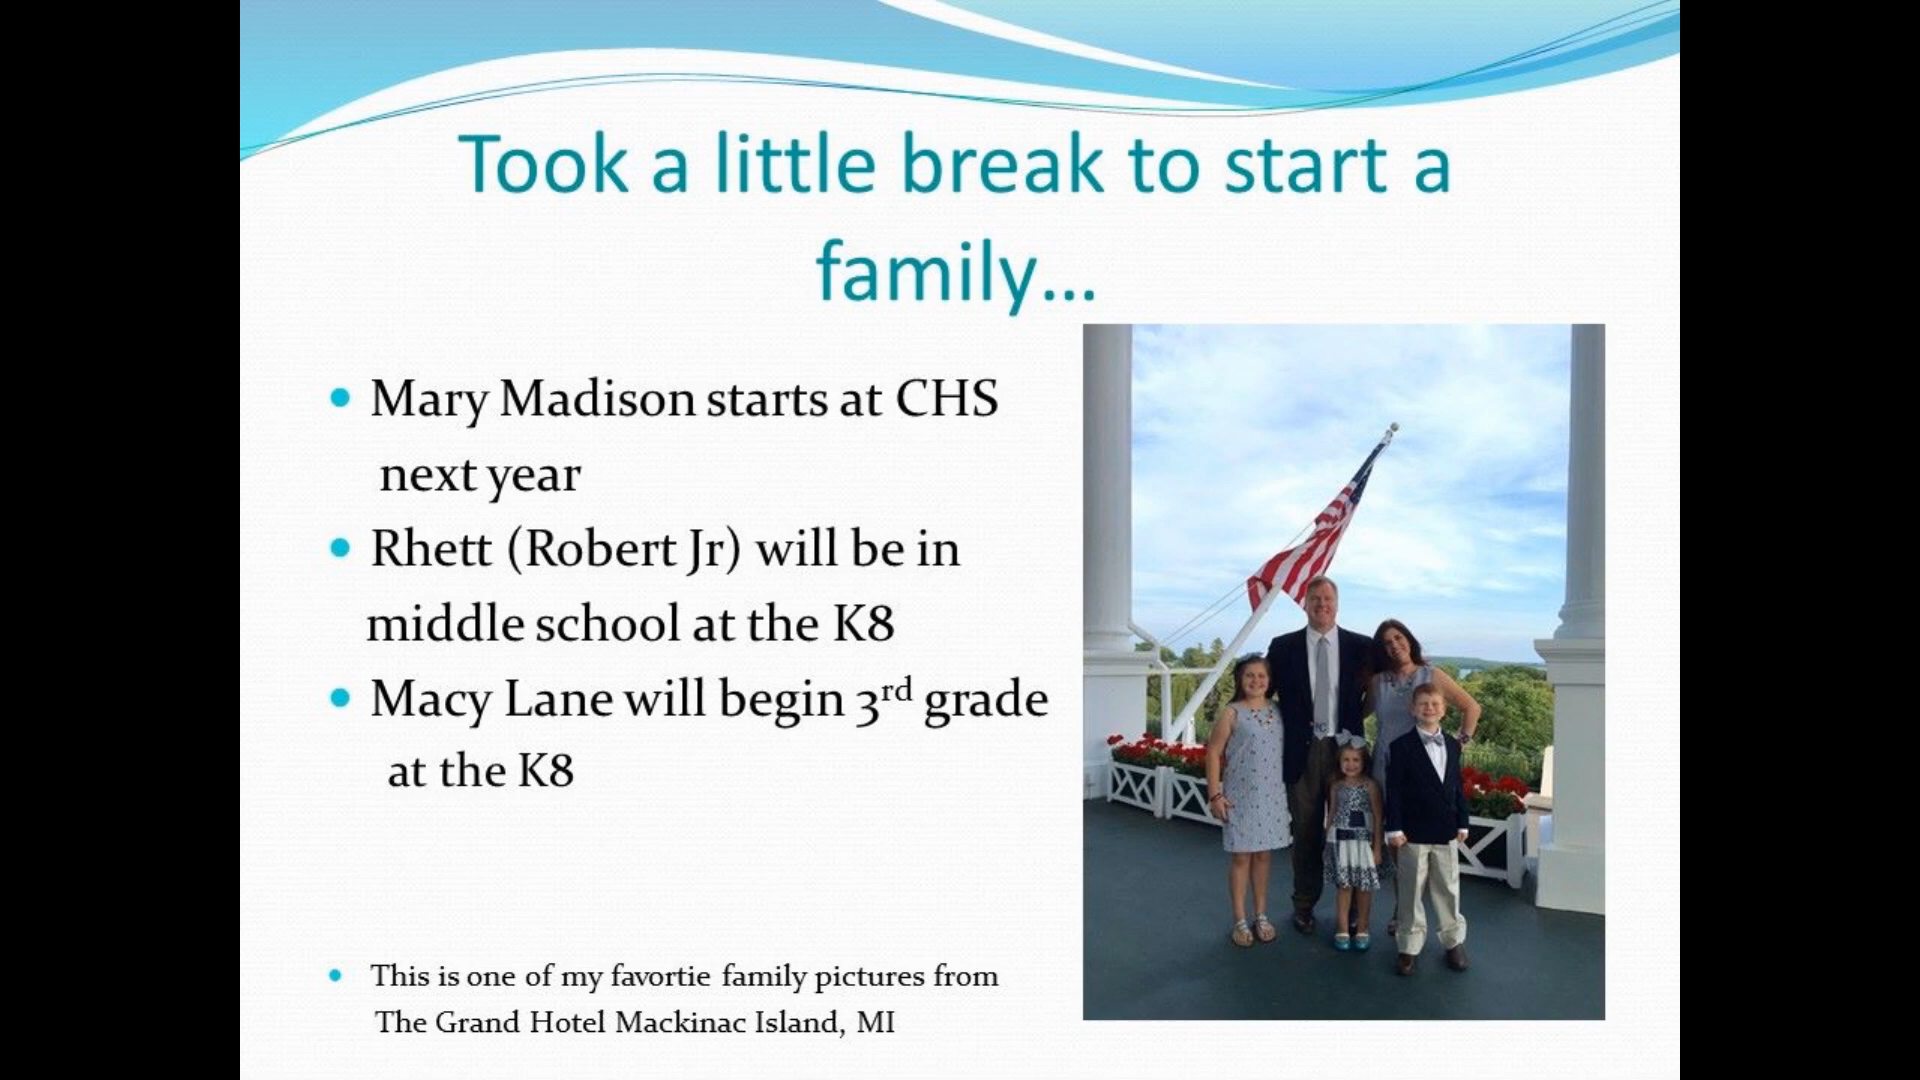 Took a little break to start a
family...
Mary Madison starts at CHS
next year
Rhett (Robert Jr) will be in
middle school at the K8
Macy Lane will begin 3rd grade
at the K8
This is one of my favortie family pictures from
The Grand Hotel Mackinac Island, MI